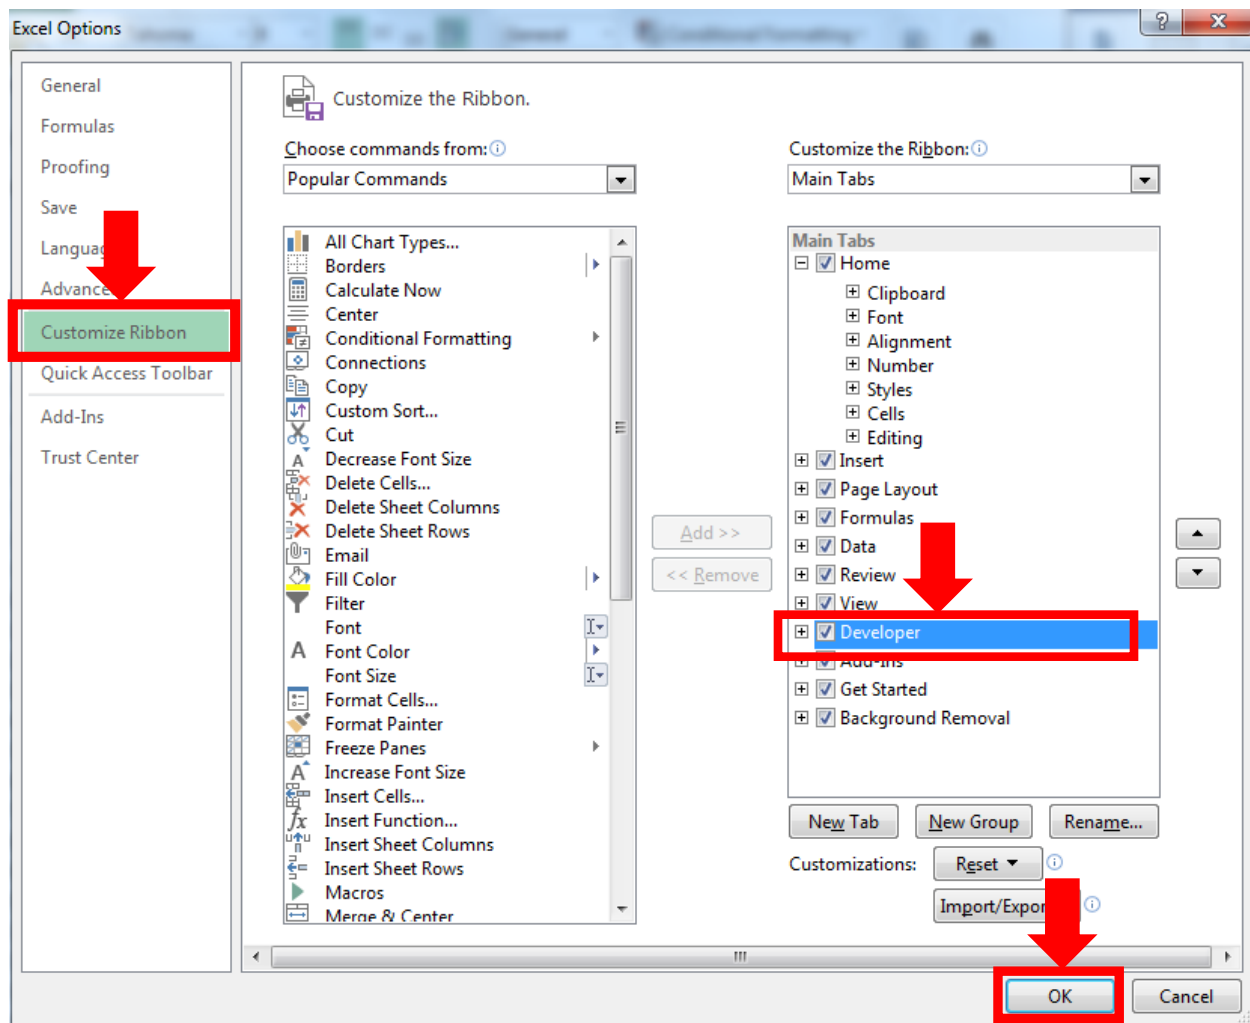 Excel Options
General
Formulas
Proofing
Save
Advance
Customize Ribbon
Quick Access Toolbar
Add-Ins
Trust Center
Customize the Ribbon.
Choose commands from:
Popular Commands
All Chart Types...
Borders
Calculate Now
Center
Conditional Formatting
Connections
Copy
Custom Sort...
Cut
Decrease Font Size
Delete Cells...
Delete Sheet Columns
Delete Sheet Rows
Email
Fill Color
Filter
Font
Font Color
Font Size
Format Cells...
Format Painter
Freeze Panes
Increase Font Size
Insert Cells...
Insert Function...
Insert Sheet Columns
Insert Sheet Rows
Macros
Merge & Center
Add >>
<< Remove
Customize the Ribbon:
Main Tabs
Main Tabs
Home
Clipboard
Font
Alignment
Number
Styles
Cells
Editing
Insert
Page Layout
Formulas
Data
Review
View
Developer
Add-Ins
Get Started
Background Removal
New Tab New Group Rename...
Customizations: Reset
Import/Expor
OK Cancel